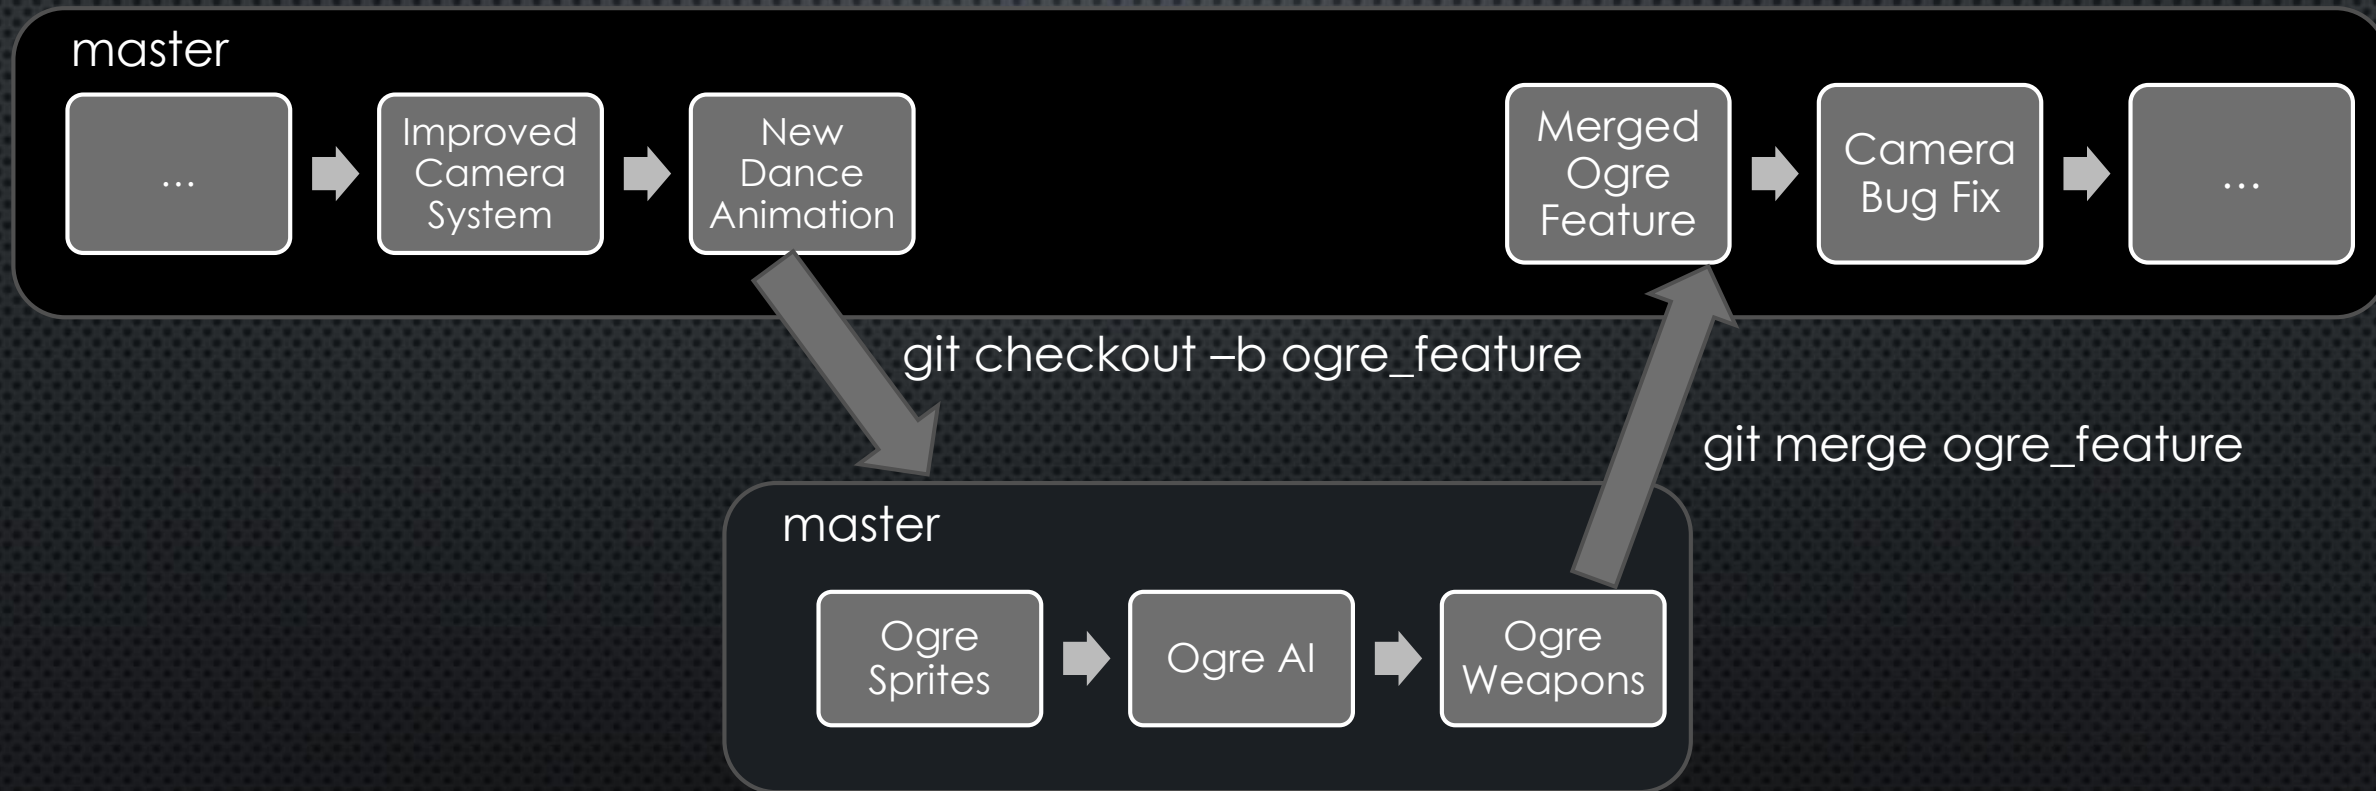 master
…
Improved
Camera
System
New
Dance
Animation
Merged
Ogre
Feature
Camera
Bug Fix
…
git checkout –b ogre_feature
git merge ogre_feature
master
Ogre
Sprites
Ogre AI
Ogre
Weapons